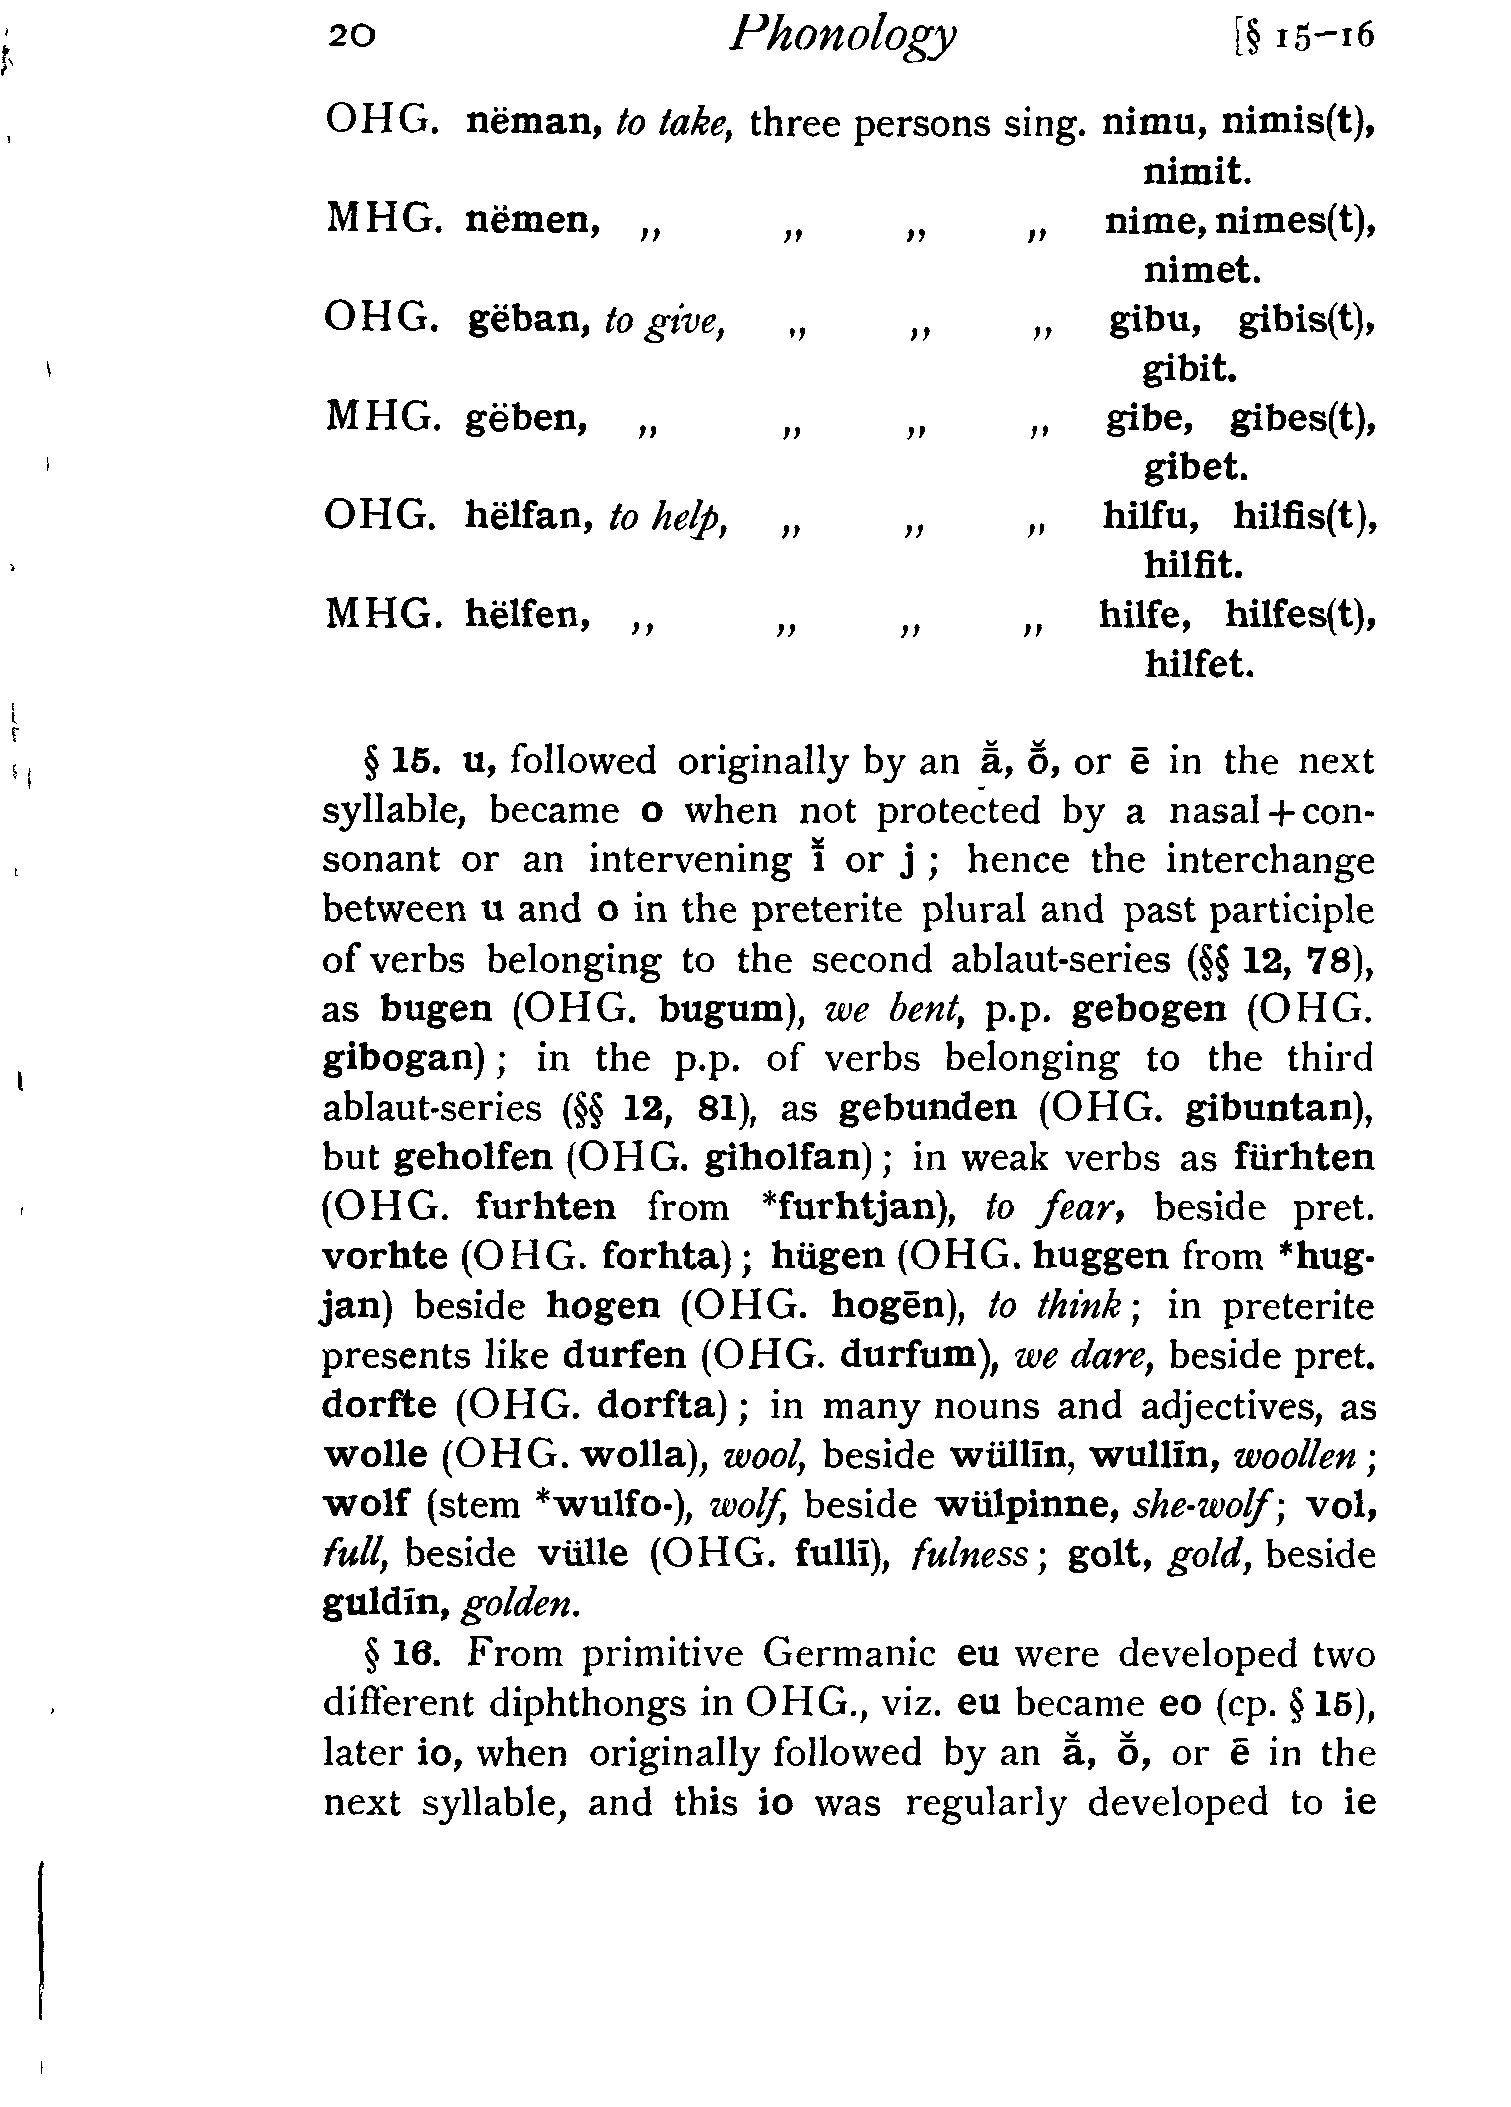 20 Phonology [§ 15–16
OHG. nëman, to take, three persons sing. nimu, nimis(t),
nimit.
MHG. nëmen, „ „ „ „ nime, nimes(t),
nimet.
OHG. gëban, to give, „ „ „ gibu, gibis(t),
gibit.
MHG. gëben, „ „ „ „ gibe, gibes(t),
gibet.
OHG. hëlfan, to help, „ „ „ hilfu, hilfis(t),
hilfit.
MHG. hëlfen, „ „ „ „ hilfe, hilfes(t),
hilfet.
§ 15. u, followed originally by an ā̆, ō̆, or ē in the next
syllable, became o when not protected by a nasal + con-
sonant or an intervening ī̆ or j ; hence the interchange
between u and o in the preterite plural and past participle
of verbs belonging to the second ablaut-series (§§ 12, 78),
as bugen (OHG. bugum), we bent, p.p. gebogen (OHG.
gibogan) ; in the p.p. of verbs belonging to the third
ablaut-series (§§ 12, 81), as gebunden (OHG. gibuntan),
but geholfen (OHG. giholfan) ; in weak verbs as fürhten
(OHG. furhten from *furhtjan), to fear, beside pret.
vorhte (OHG. forhta) ; hügen (OHG. huggen from *hug-
jan) beside hogen (OHG. hogēn), to think ; in preterite
presents like durfen (OHG. durfum), we dare, beside pret.
dorfte (OHG. dorfta) ; in many nouns and adjectives, as
wolle (OHG. wolla), wool, beside wüllīn, wullīn, woollen ;
wolf (stem *wulfo-), wolf, beside wülpinne, she-wolf ; vol,
full, beside vülle (OHG. fullī), fulness ; golt, gold, beside
guldīn, golden.
§ 16. From primitive Germanic eu were developed two
different diphthongs in OHG., viz. eu became eo (cp. § 15),
later io, when originally followed by an ā̆, ō̆, or ē in the
next syllable, and this io was regularly developed to ie